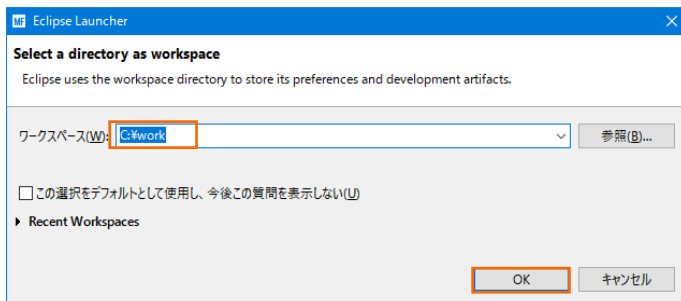 MF Eclipse Launcher
Select a directory as workspace
Eclipse uses the workspace directory to store its preferences and development artifacts.
ワークスペース(W): C:¥work 参照(B)...
この選択をデフォルトとして使用し、今後この質問を表示しない(U)
Recent Workspaces
OK キャンセル